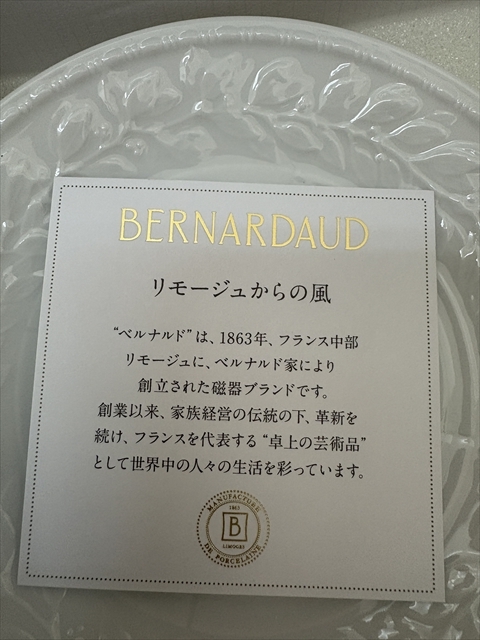 BERNARDAUD
リモージュからの風
“ベルナルド”は、1863年、フランス中部
リモージュに、ベルナルド家により
創立された磁器ブランドです。
創業以来、家族経営の伝統の下、革新を
続け、フランスを代表する“卓上の芸術品”
として世界中の人々の生活を彩っています。
MANUFACTURE
1863
B
LIMOGES
DE PORCELAINE